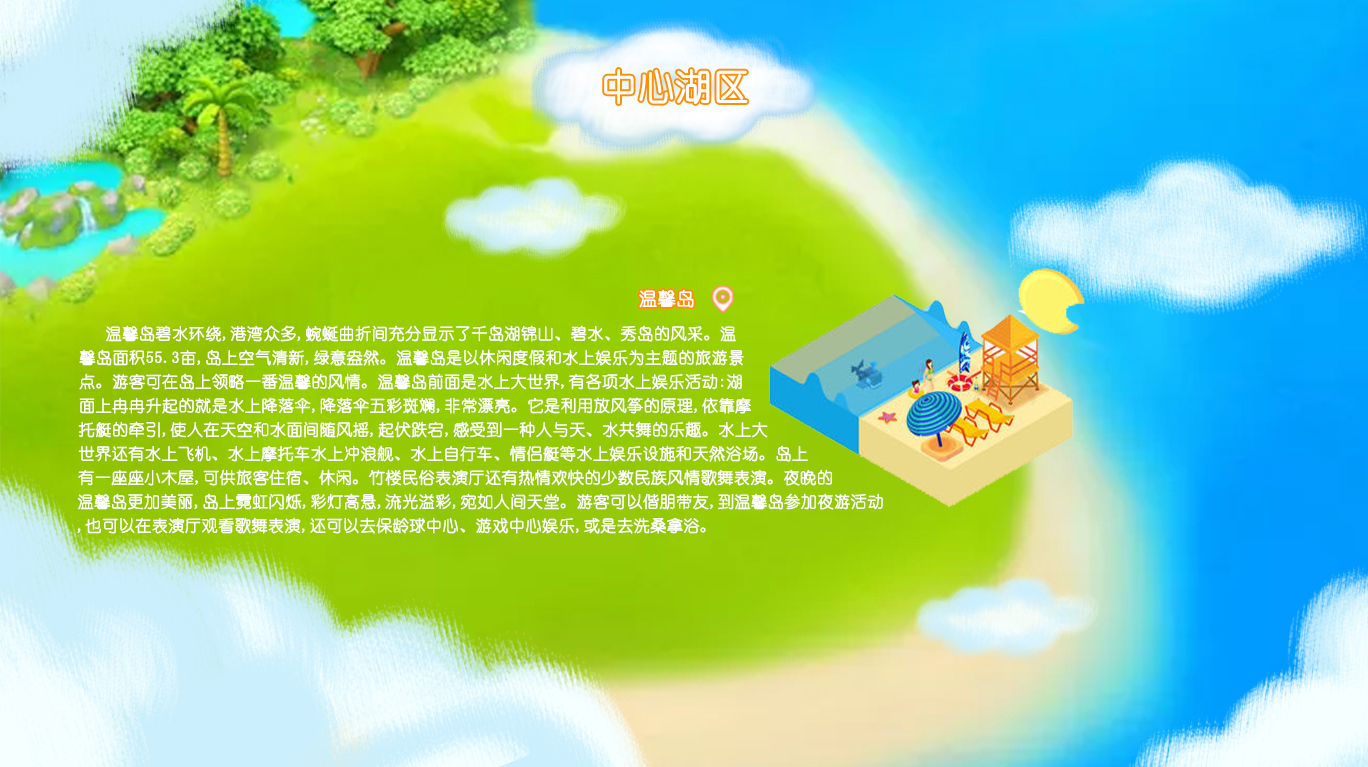 中心湖区
温馨岛
温馨岛碧水环绕,港湾众多,蜿蜒曲折间充分显示了千岛湖锦山、碧水、秀岛的风采。温
馨岛面积55.3亩,岛上空气清新,绿意盎然。温馨岛是以休闲度假和水上娱乐为主题的旅游景
点。游客可在岛上领略一番温馨的风情。温馨岛前面是水上大世界,有各项水上娱乐活动:湖
面上冉冉升起的就是水上降落伞,降落伞五彩斑斓,非常漂亮。它是利用放风筝的原理,依靠摩
托艇的牵引,使人在天空和水面间随风摇,起伏跌宕,感受到一种人与天、水共舞的乐趣。水上大
世界还有水上飞机、水上摩托车水上冲浪舰、水上自行车、情侣艇等水上娱乐设施和天然浴场。岛上
有一座座小木屋,可供旅客住宿、休闲。竹楼民俗表演厅还有热情欢快的少数民族风情歌舞表演。夜晚的
温馨岛更加美丽,岛上霓虹闪烁,彩灯高悬,流光溢彩,宛如人间天堂。游客可以偕朋带友,到温馨岛参加夜游活动
,也可以在表演厅观看歌舞表演,还可以去保龄球中心、游戏中心娱乐,或是去洗桑拿浴。